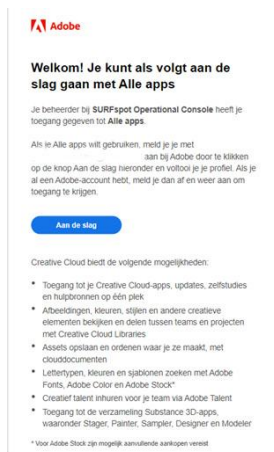 Adobe
Welkom! Je kunt als volgt aan de
slag gaan met Alle apps
Je beheerder bij SURFspot Operational Console heeft je
toegang gegeven tot Alle apps.
Als je Alle apps wilt gebruiken, meld je je met
aan bij Adobe door te klikken
op de knop Aan de slag hieronder en voltooi je je profiel. Als je
al een Adobe-account hebt, meld je dan af en weer aan om
toegang te krijgen.
Aan de slag
Creative Cloud biedt de volgende mogelijkheden:
* Toegang tot je Creative Cloud-apps, updates, zelfstudies
en hulpbronnen op één plek
* Afbeeldingen, kleuren, stijlen en andere creatieve
elementen bekijken en delen tussen teams en projecten
met Creative Cloud Libraries
* Assets opslaan en ordenen waar je ze maakt, met
clouddocumenten
* Lettertypen, kleuren en sjablonen zoeken met Adobe
Fonts, Adobe Color en Adobe Stock*
* Creatief talent inhuren voor je team via Adobe Talent
* Toegang tot de verzameling Substance 3D-apps,
waaronder Stager, Painter, Sampler, Designer en Modeler
* Voor Adobe Stock zijn mogelijk aanvullende aankopen vereist